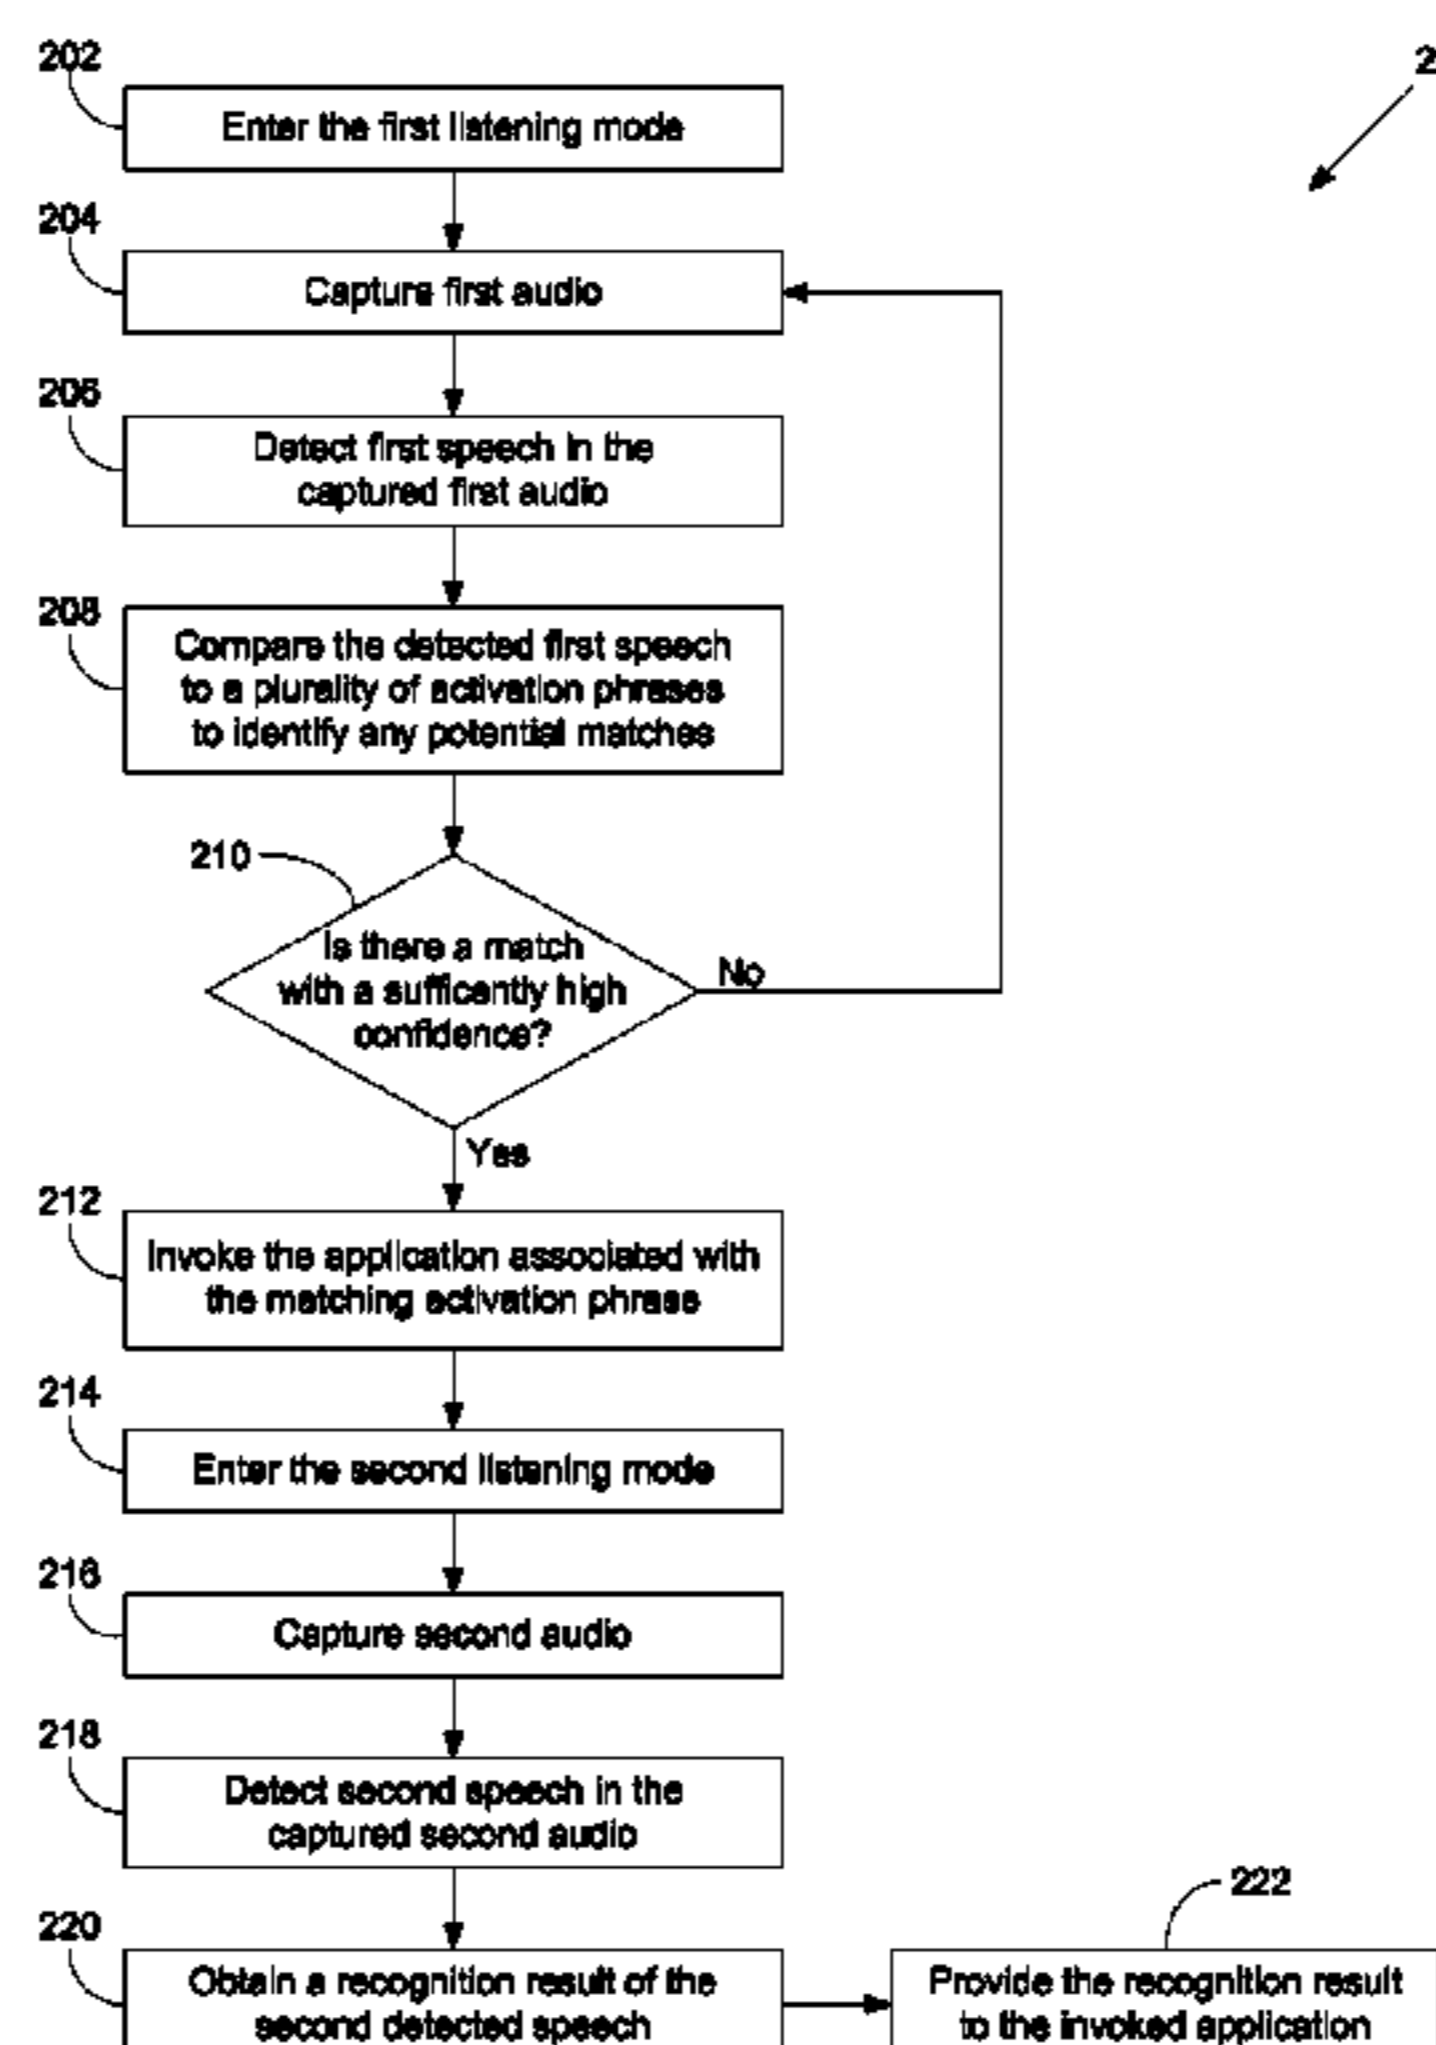 202
2
Enter the first listening mode
204
Capture first audio
206
Detect first speech in the
captured first audio
208
Compare the detected first speech
to a plurality of activation phrases
to identify any potential matches
210
Is there a match
with a sufficently high
confidence?
No
Yes
212
Invoke the application associated with
the matching activation phrase
214
Enter the second listening mode
216
Capture second audio
218
Detect second speech in the
captured second audio
220
222
Obtain a recognition result of the
second detected speech
Provide the recognition result
to the invoked application